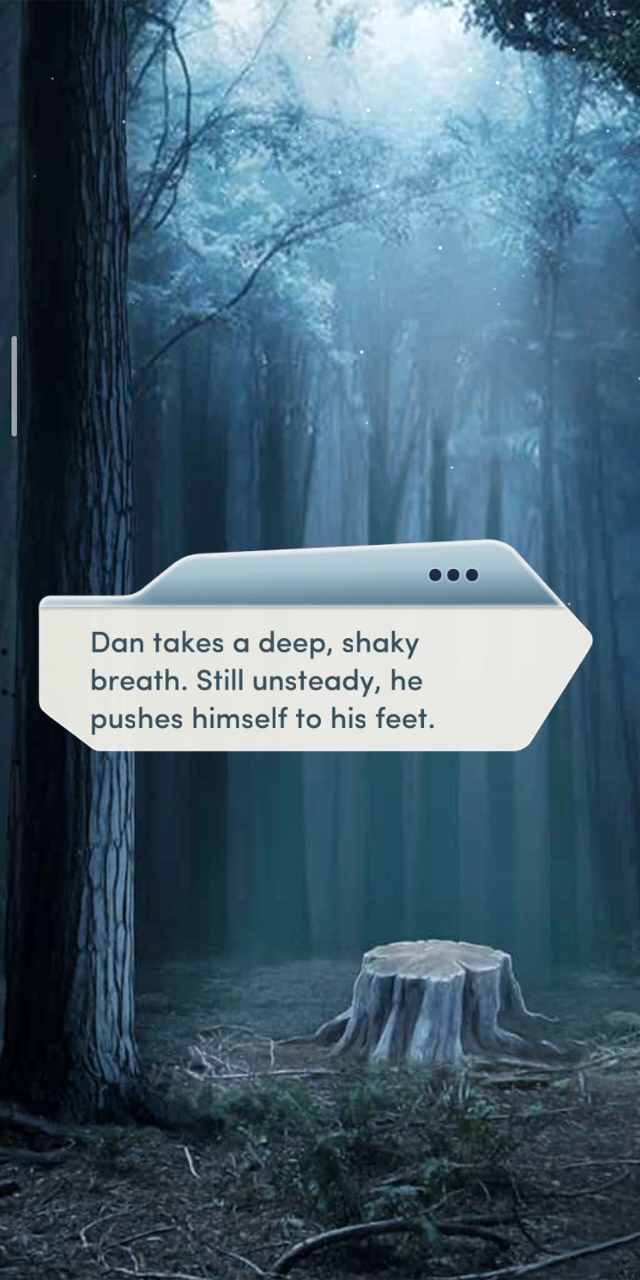 Dan takes a deep, shaky
breath. Still unsteady, he
pushes himself to his feet.